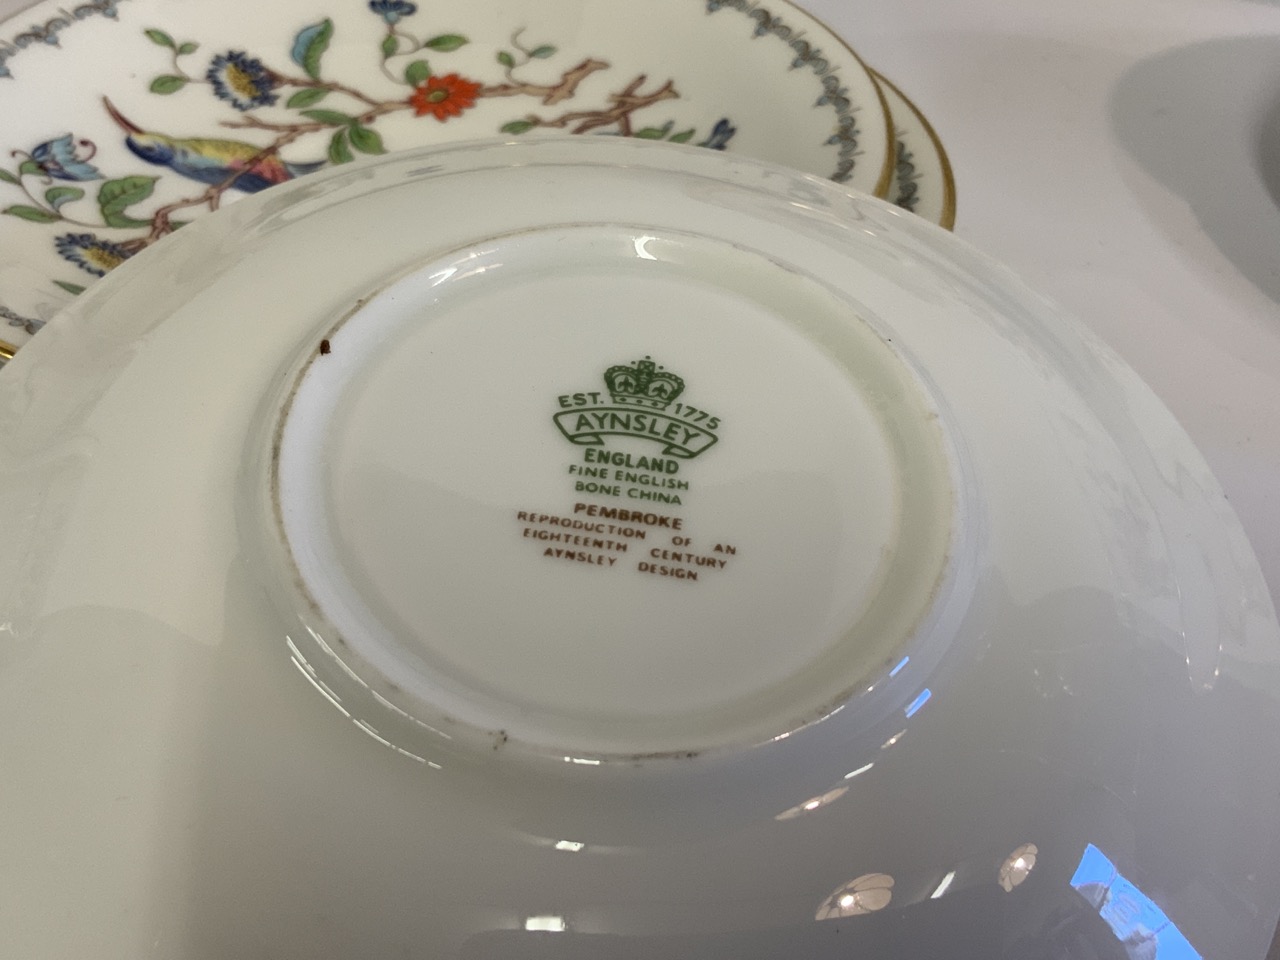 EST. 1775
AYNSLEY
ENGLAND
FINE ENGLISH
BONE CHINA
PEMBROKE
REPRODUCTION OF AN
EIGHTEENTH CENTURY
AYNSLEY DESIGN